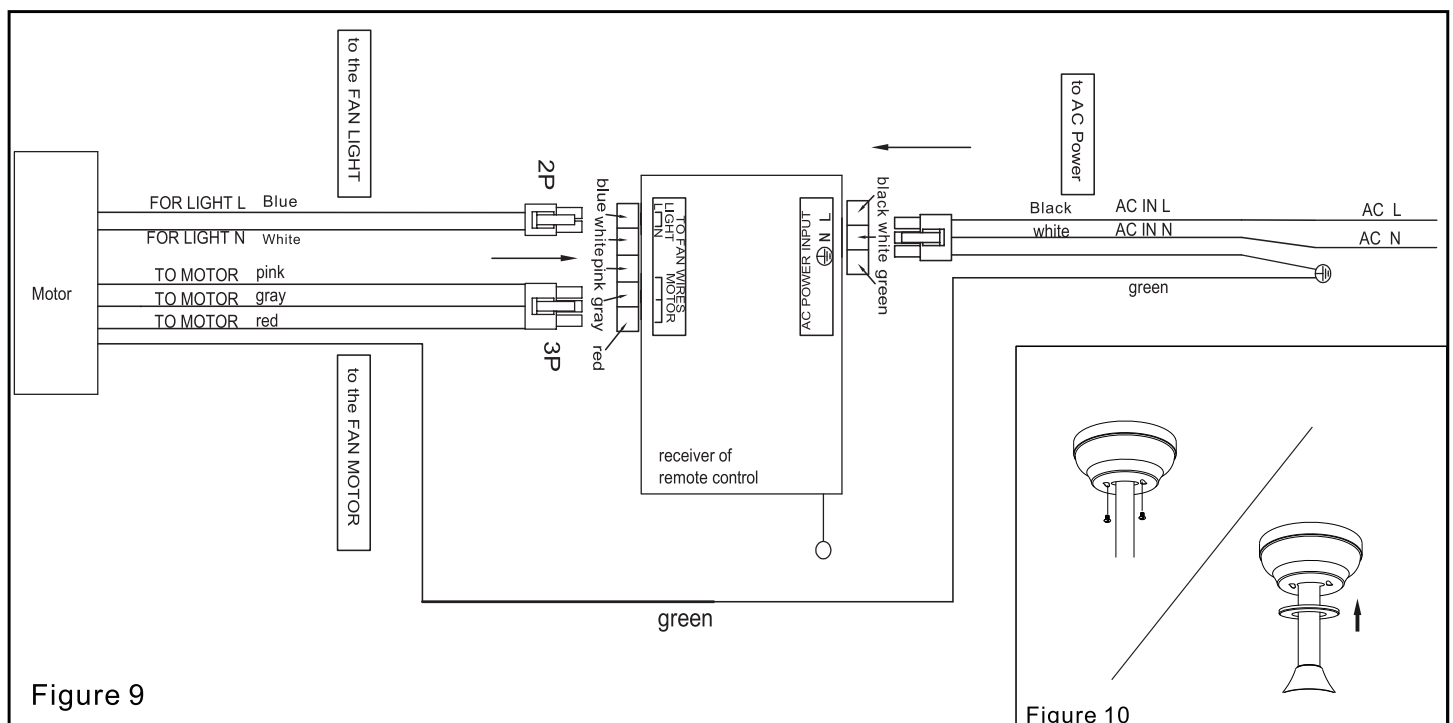 to the FAN LIGHT
to AC Power
2P
FOR LIGHT L Blue
FOR LIGHT N White
TO MOTOR pink
TO MOTOR gray
TO MOTOR red
Motor
3P
to the FAN MOTOR
blue white pink gray red
TO FAN WIRES
LIGHT MOTOR
L N
receiver of
remote control
AC POWER INPUT
L N
black white green
Black AC IN L
white AC IN N
AC L
AC N
green
green
Figure 9
Figure 10